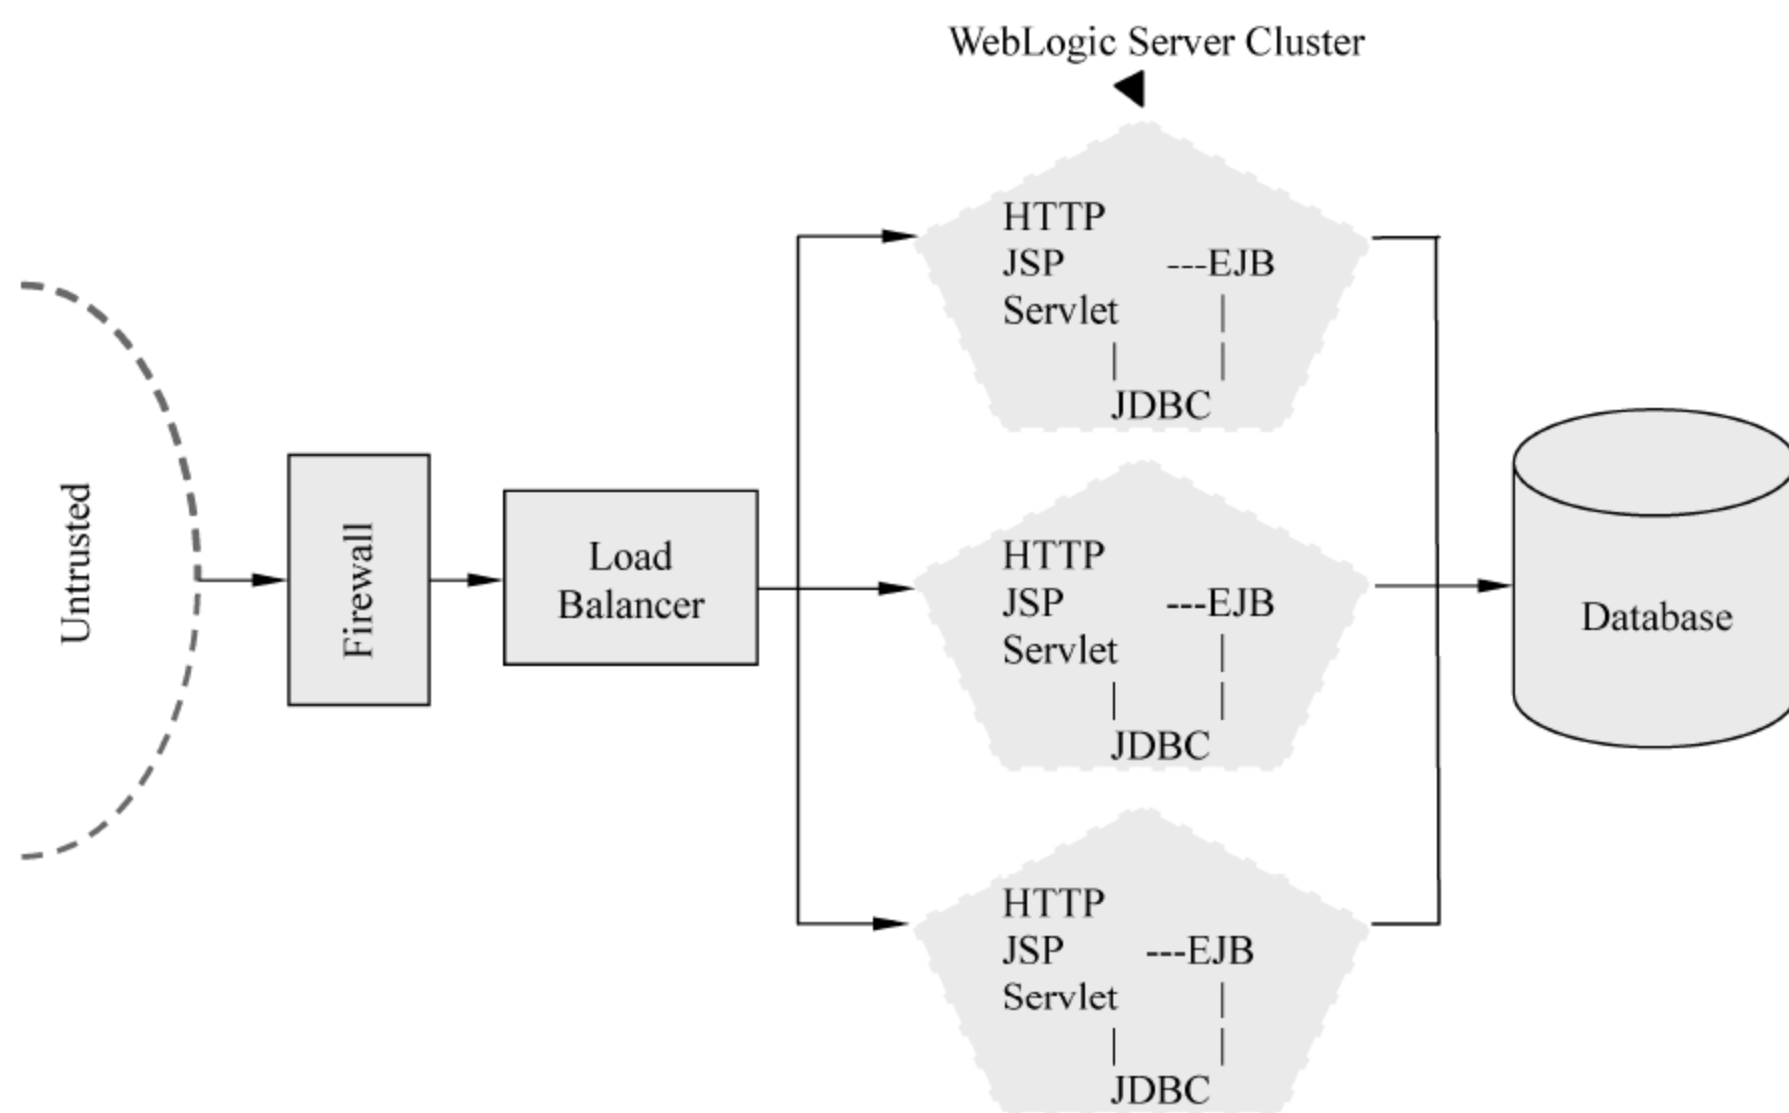 WebLogic Server Cluster
Untrusted
Firewall
Load
Balancer
HTTP
JSP ---EJB
Servlet
JDBC
HTTP
JSP ---EJB
Servlet
JDBC
HTTP
JSP ---EJB
Servlet
JDBC
Database